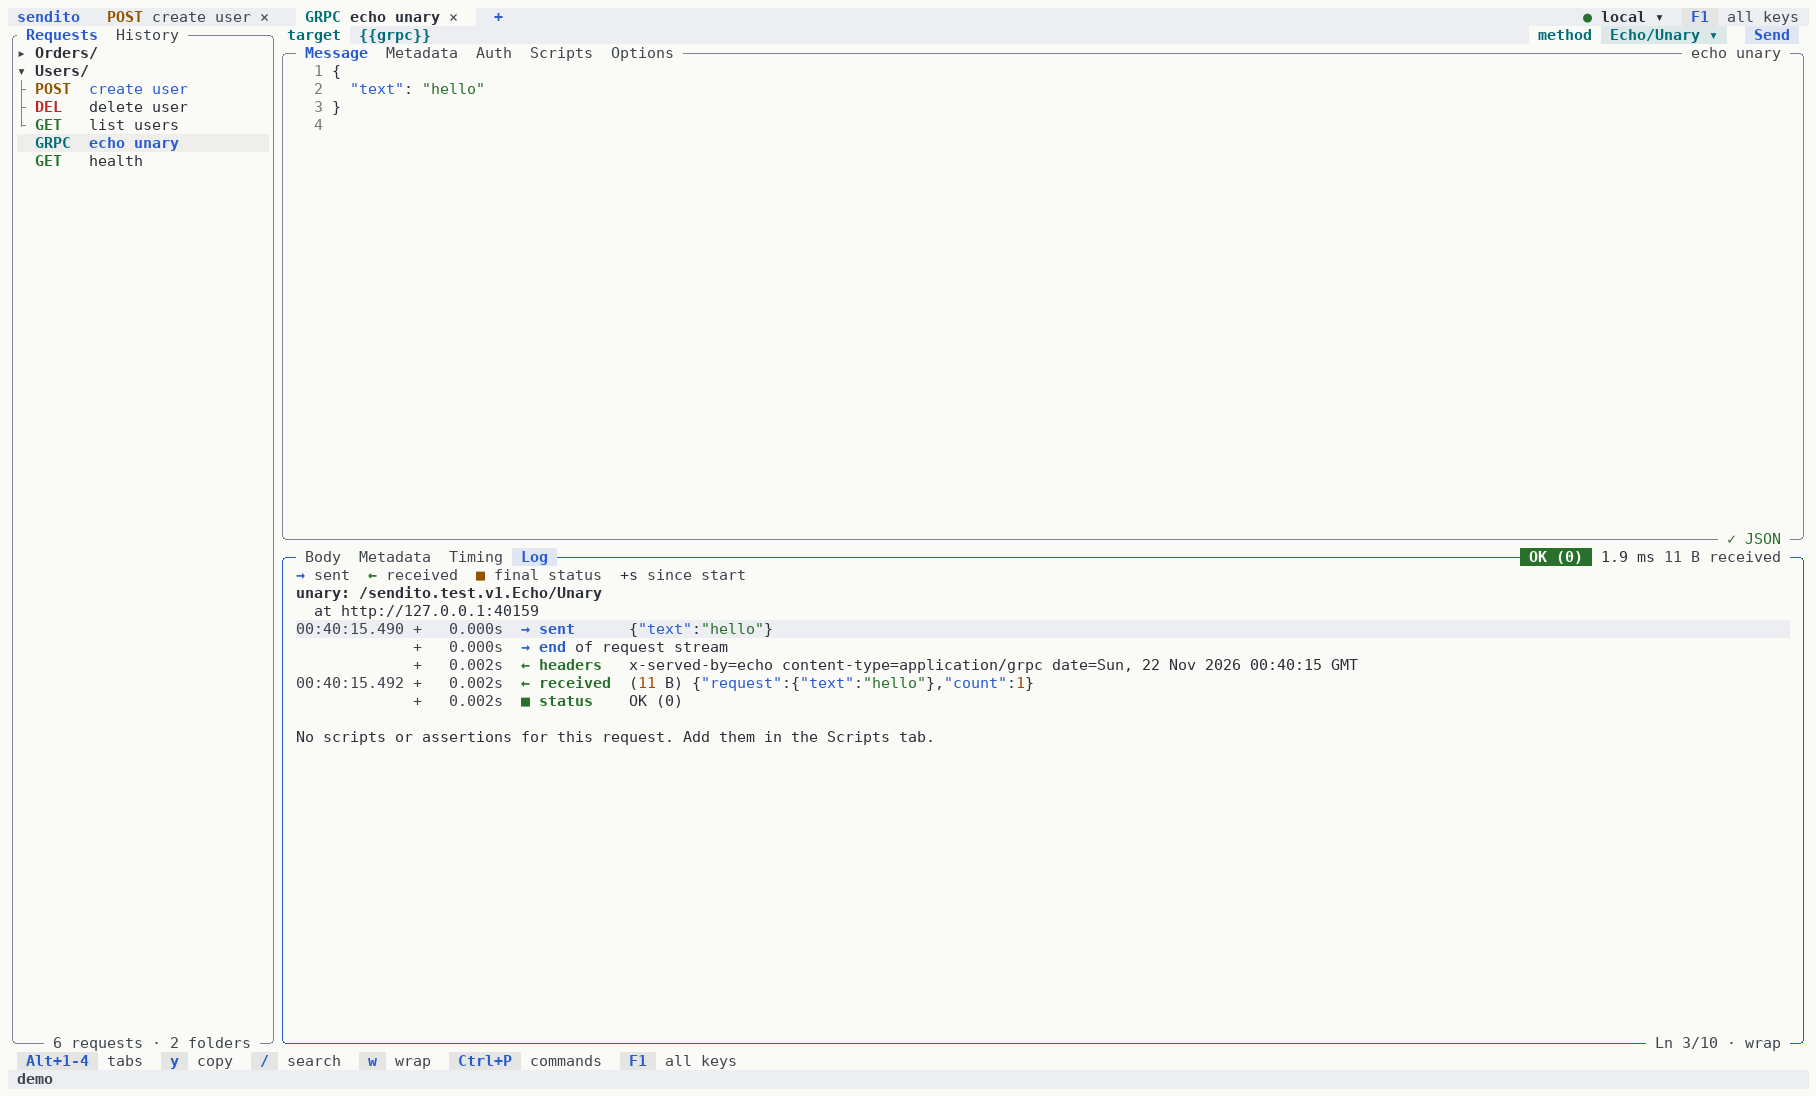 sendito POST create user × GRPC echo unary × + ● local ▾ F1 all keys
Requests History
▸ Orders/
▾ Users/
POST create user
DEL delete user
GET list users
GRPC echo unary
GET health
6 requests · 2 folders
target {{grpc}} method Echo/Unary ▾ Send
Message Metadata Auth Scripts Options echo unary
1 {
2 "text": "hello"
3 }
4
✓ JSON
Body Metadata Timing Log OK (0) 1.9 ms 11 B received
→ sent ← received ■ final status +s since start
unary: /sendito.test.v1.Echo/Unary
at http://127.0.0.1:40159
00:40:15.490 + 0.000s → sent {"text":"hello"}
+ 0.000s → end of request stream
+ 0.002s ← headers x-served-by=echo content-type=application/grpc date=Sun, 22 Nov 2026 00:40:15 GMT
00:40:15.492 + 0.002s ← received (11 B) {"request":{"text":"hello"},"count":1}
+ 0.002s ■ status OK (0)
No scripts or assertions for this request. Add them in the Scripts tab.
Ln 3/10 · wrap
Alt+1-4 tabs y copy / search w wrap Ctrl+P commands F1 all keys
demo